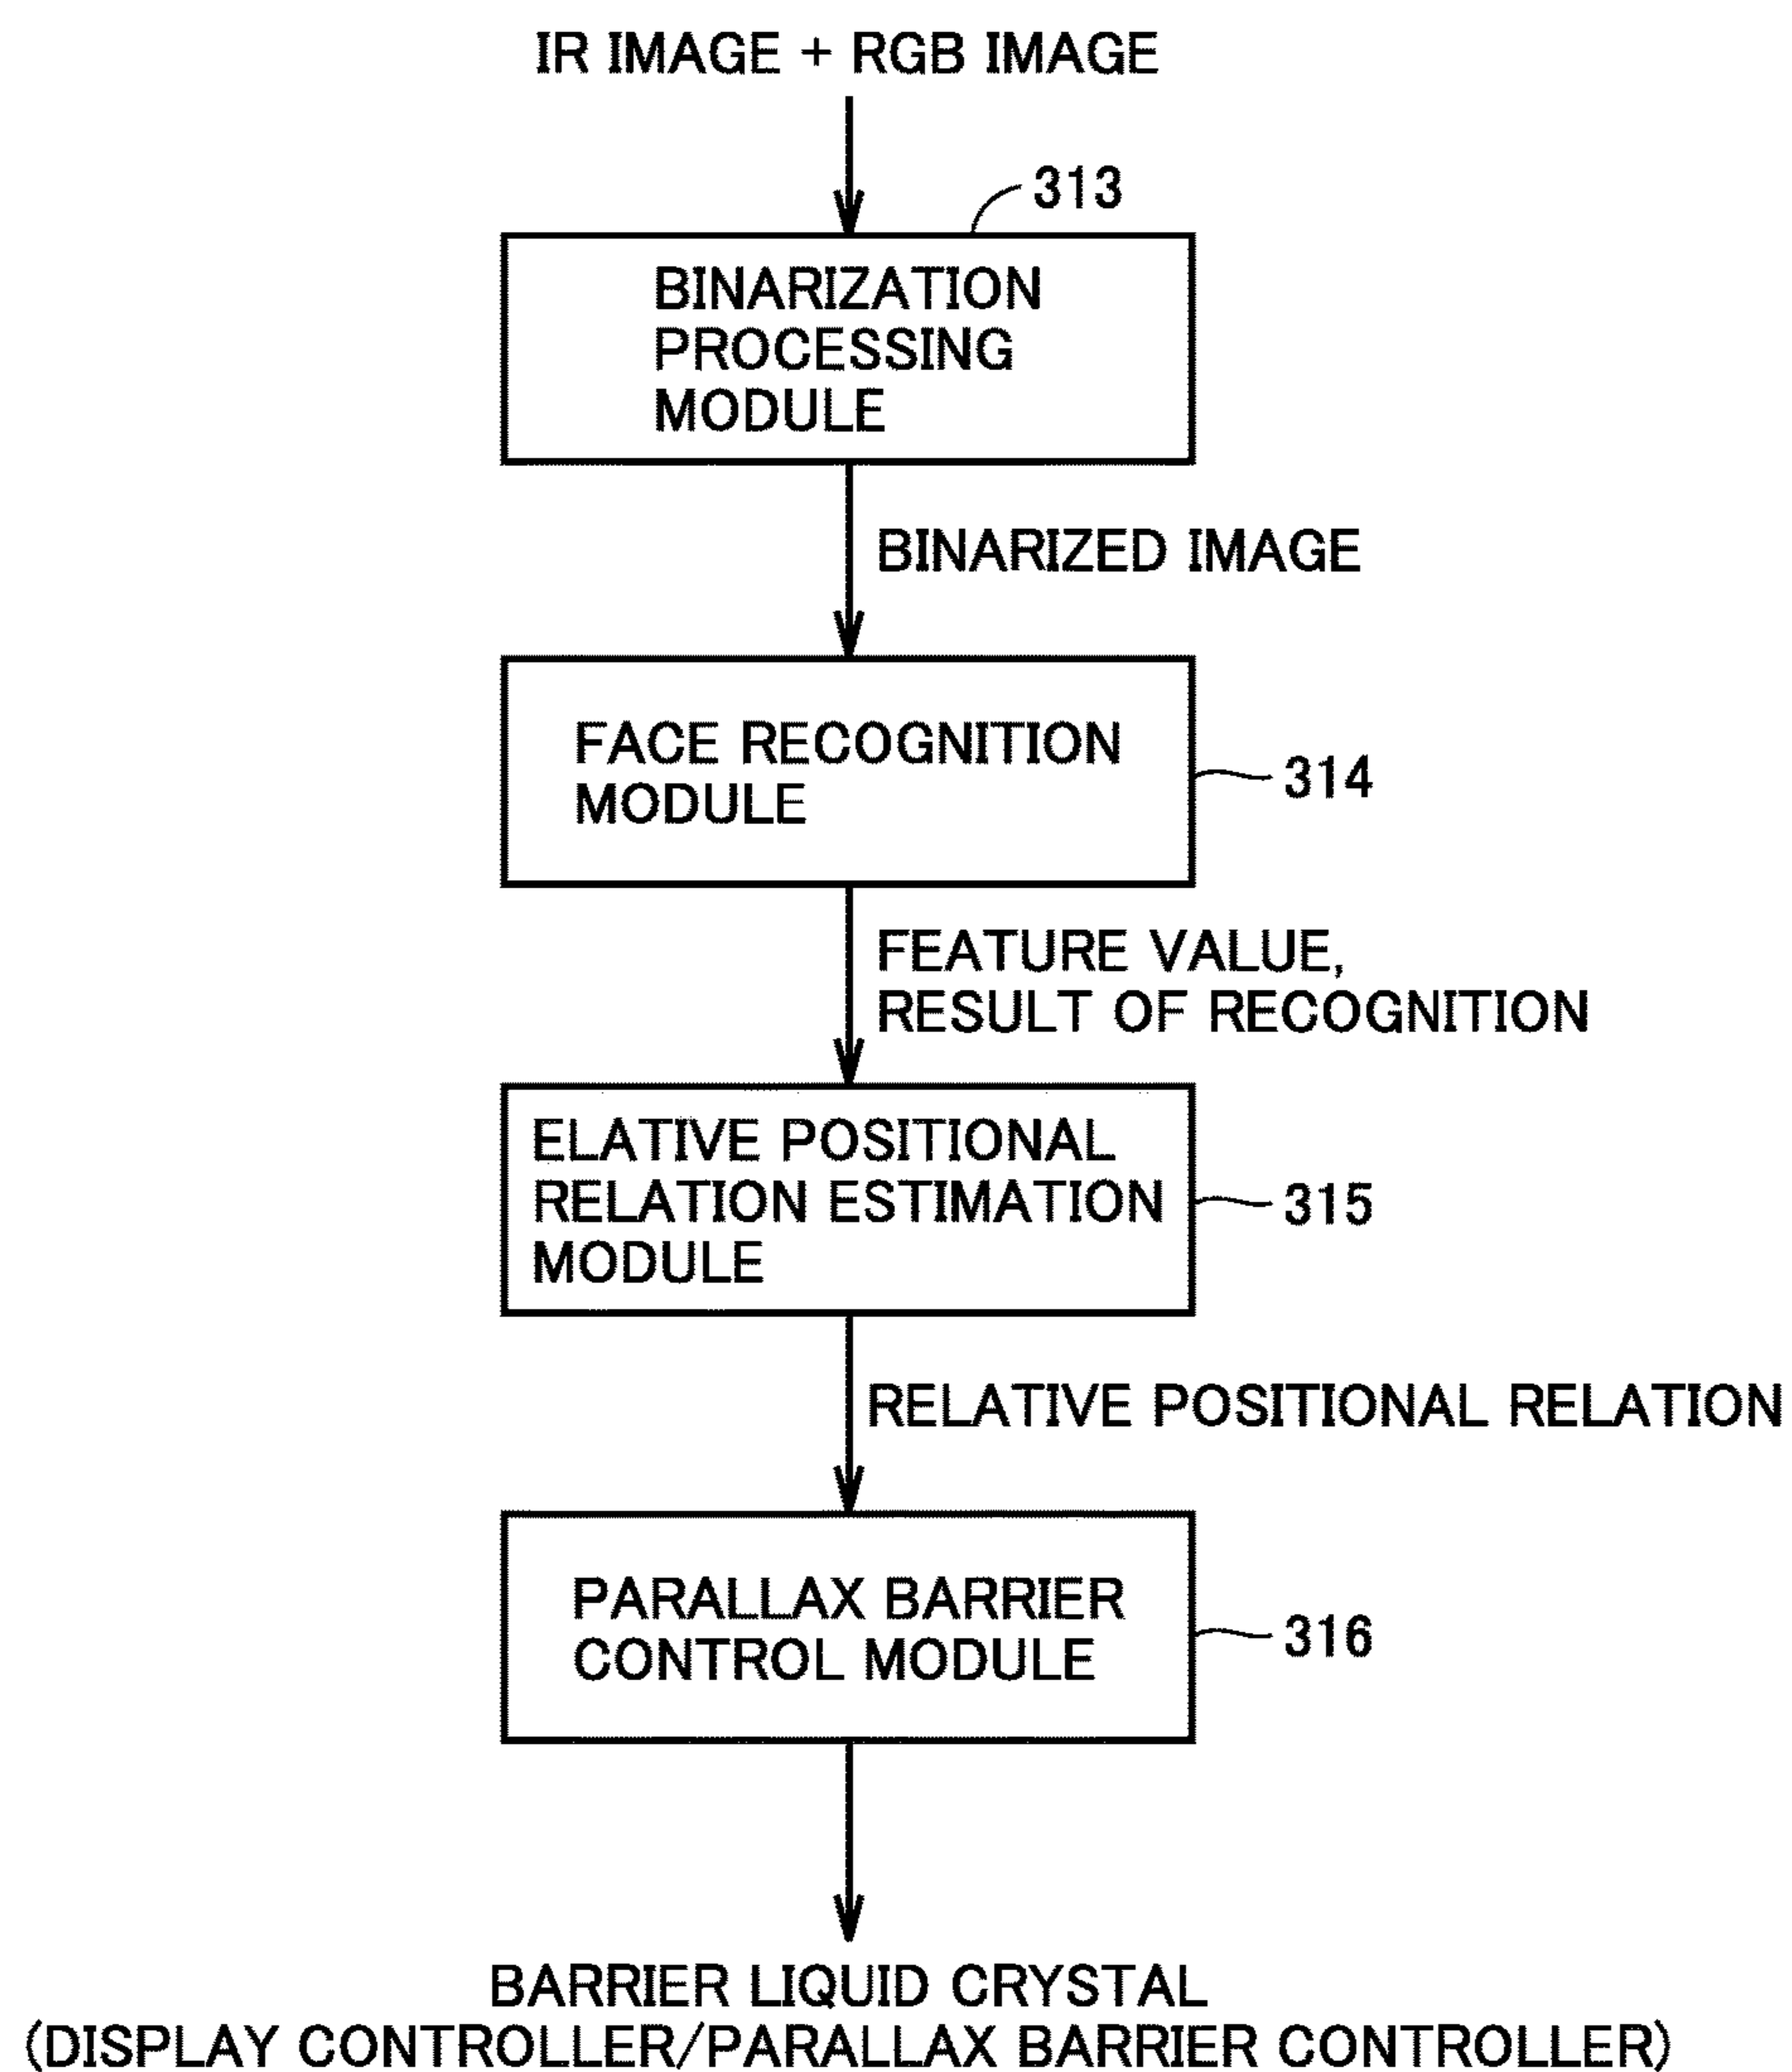 IR IMAGE + RGB IMAGE
313
BINARIZATION
PROCESSING
MODULE
BINARIZED IMAGE
FACE RECOGNITION
MODULE
314
FEATURE VALUE,
RESULT OF RECOGNITION
ELATIVE POSITIONAL
RELATION ESTIMATION
MODULE
315
RELATIVE POSITIONAL RELATION
PARALLAX BARRIER
CONTROL MODULE
316
BARRIER LIQUID CRYSTAL
(DISPLAY CONTROLLER/PARALLAX BARRIER CONTROLLER)